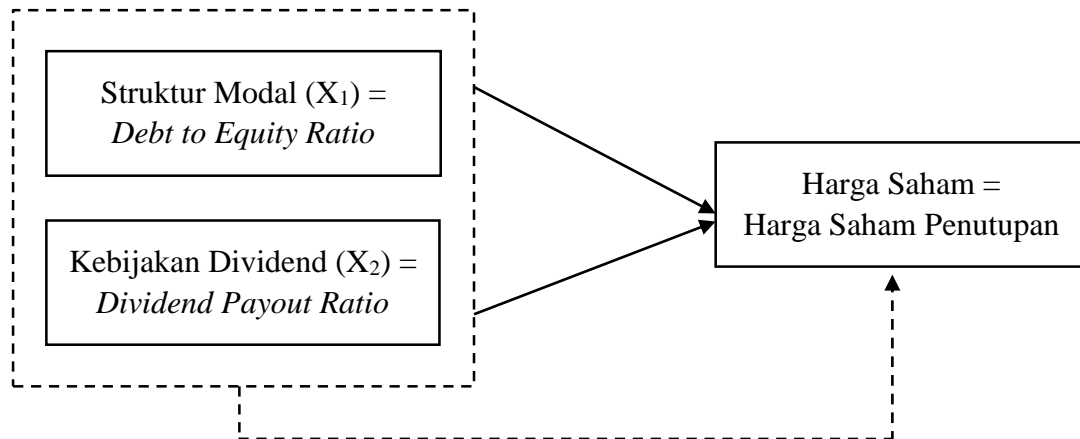 Struktur Modal (X₁) =
Debt to Equity Ratio
Kebijakan Dividend (X₂) =
Dividend Payout Ratio
Harga Saham =
Harga Saham Penutupan